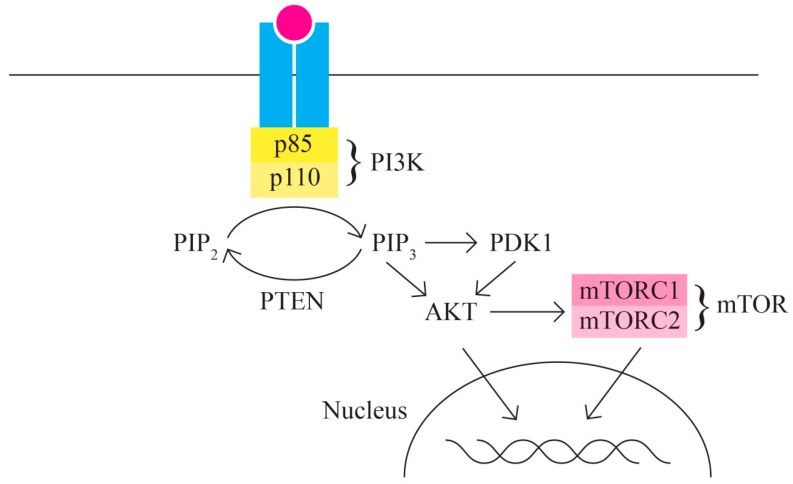 p85
p110
} PI3K
PIP₂
PIP₃
PDK1
PTEN
AKT
mTORC1
mTORC2
} mTOR
Nucleus